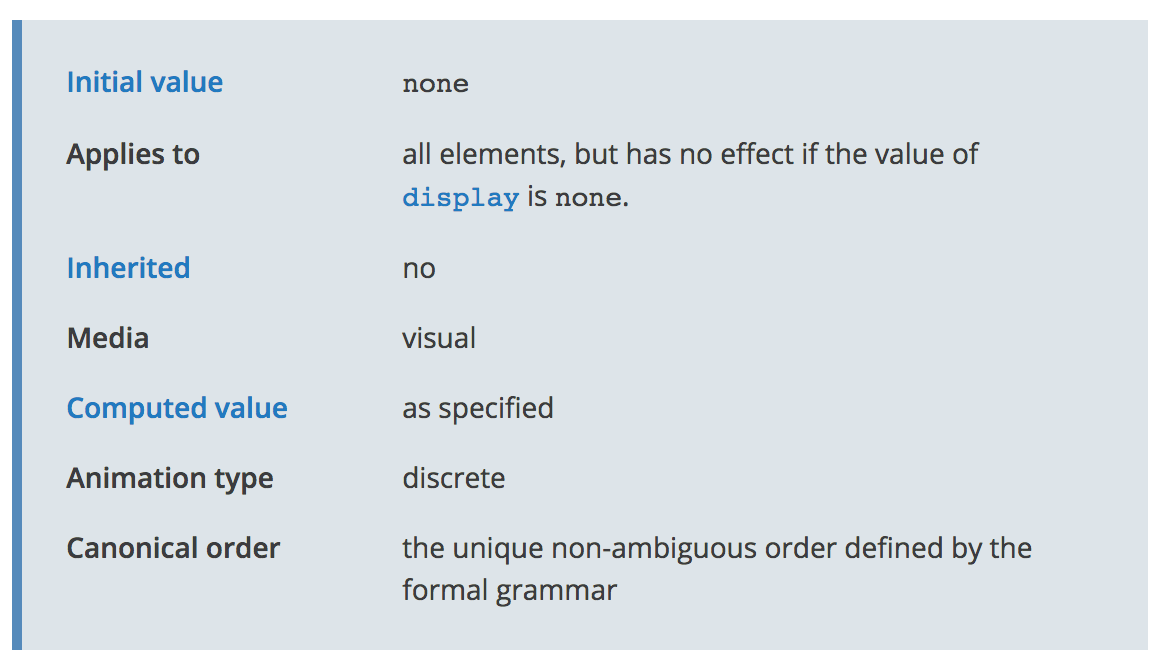 Initial value none
Applies to all elements, but has no effect if the value of
display is none.
Inherited no
Media visual
Computed value as specified
Animation type discrete
Canonical order the unique non-ambiguous order defined by the
formal grammar